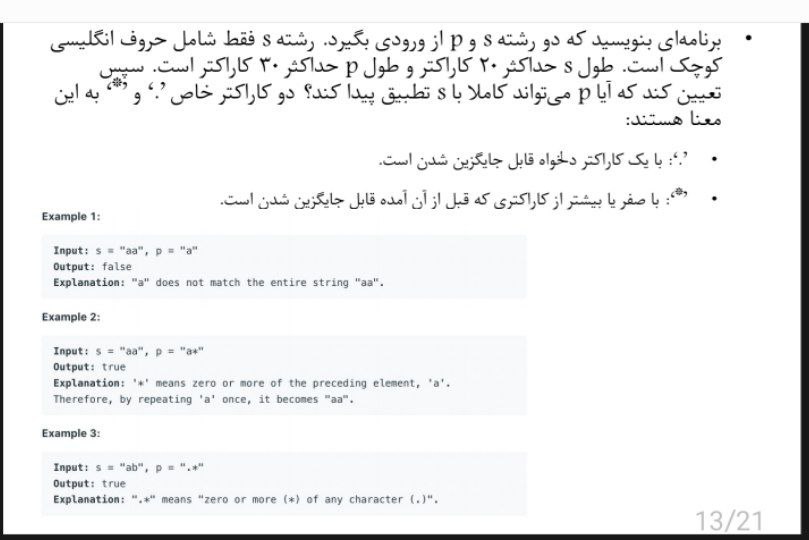 • برنامه‌ای بنویسید که دو رشته s و p از ورودی بگیرد. رشته s فقط شامل حروف انگلیسی
کوچک است. طول s حداکثر ۲۰ کاراکتر و طول p حداکثر ۳۰ کاراکتر است. سپس
تعیین کند که آیا p می‌تواند کاملا با s تطبیق پیدا کند؟ دو کاراکتر خاص ’.‘ و ’*‘ به این
معنا هستند:
• ’.‘: با یک کاراکتر دلخواه قابل جایگزین شدن است.
• ’*‘: با صفر یا بیشتر از کاراکتری که قبل از آن آمده قابل جایگزین شدن است.
Example 1:
Input: s = "aa", p = "a"
Output: false
Explanation: "a" does not match the entire string "aa".
Example 2:
Input: s = "aa", p = "a*"
Output: true
Explanation: '*' means zero or more of the preceding element, 'a'.
Therefore, by repeating 'a' once, it becomes "aa".
Example 3:
Input: s = "ab", p = ".*"
Output: true
Explanation: ".*" means "zero or more (*) of any character (.)".
13/21